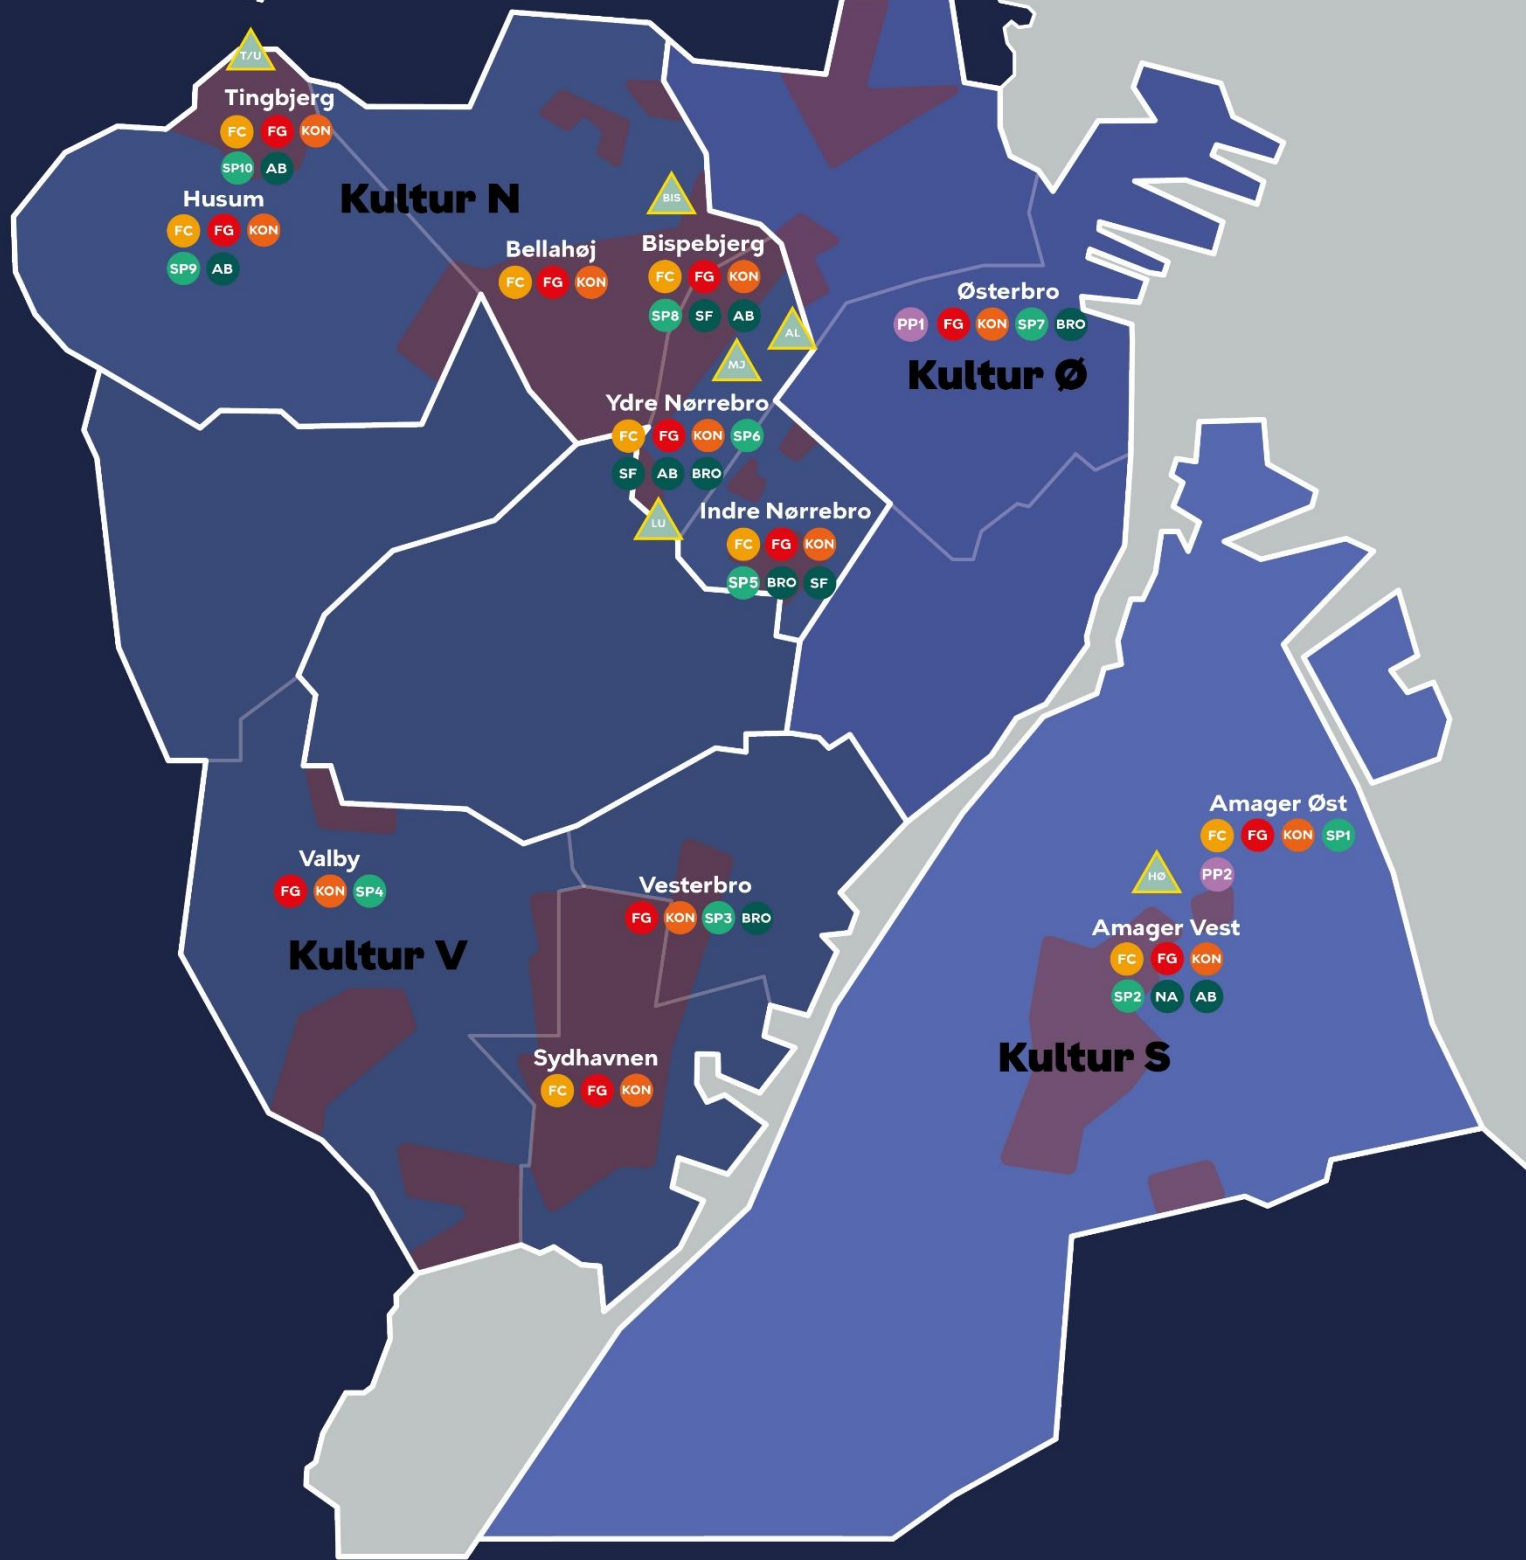 T/U
Tingbjerg
FC FG KON
SP10 AB
Husum
FC FG KON
SP9 AB
Kultur N
BIS
Bellahøj
FC FG KON
Bispebjerg
FC FG KON
SP8 SF AB
AL
MJ
Østerbro
PP1 FG KON SP7 BRO
Kultur Ø
Ydre Nørrebro
FC FG KON SP6
SF AB BRO
LU
Indre Nørrebro
FC FG KON
SP5 BRO SF
Valby
FG KON SP4
Kultur V
Vesterbro
FG KON SP3 BRO
Sydhavnen
FC FG KON
Amager Øst
FC FG KON SP1
PP2
HØ
Amager Vest
FC FG KON
SP2 NA AB
Kultur S